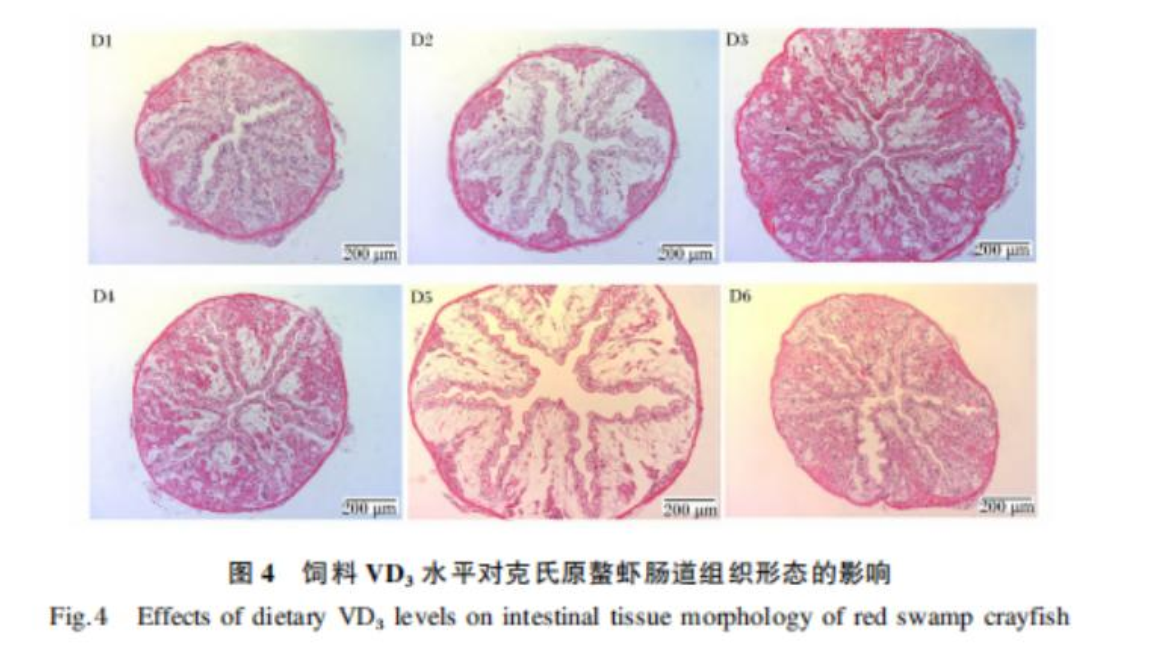 D1
D2
D3
200 μm
200 μm
200 μm
D4
D5
D6
200 μm
200 μm
200 μm
图 4 饲料 VD₃ 水平对克氏原螯虾肠道组织形态的影响
Fig.4 Effects of dietary VD₃ levels on intestinal tissue morphology of red swamp crayfish